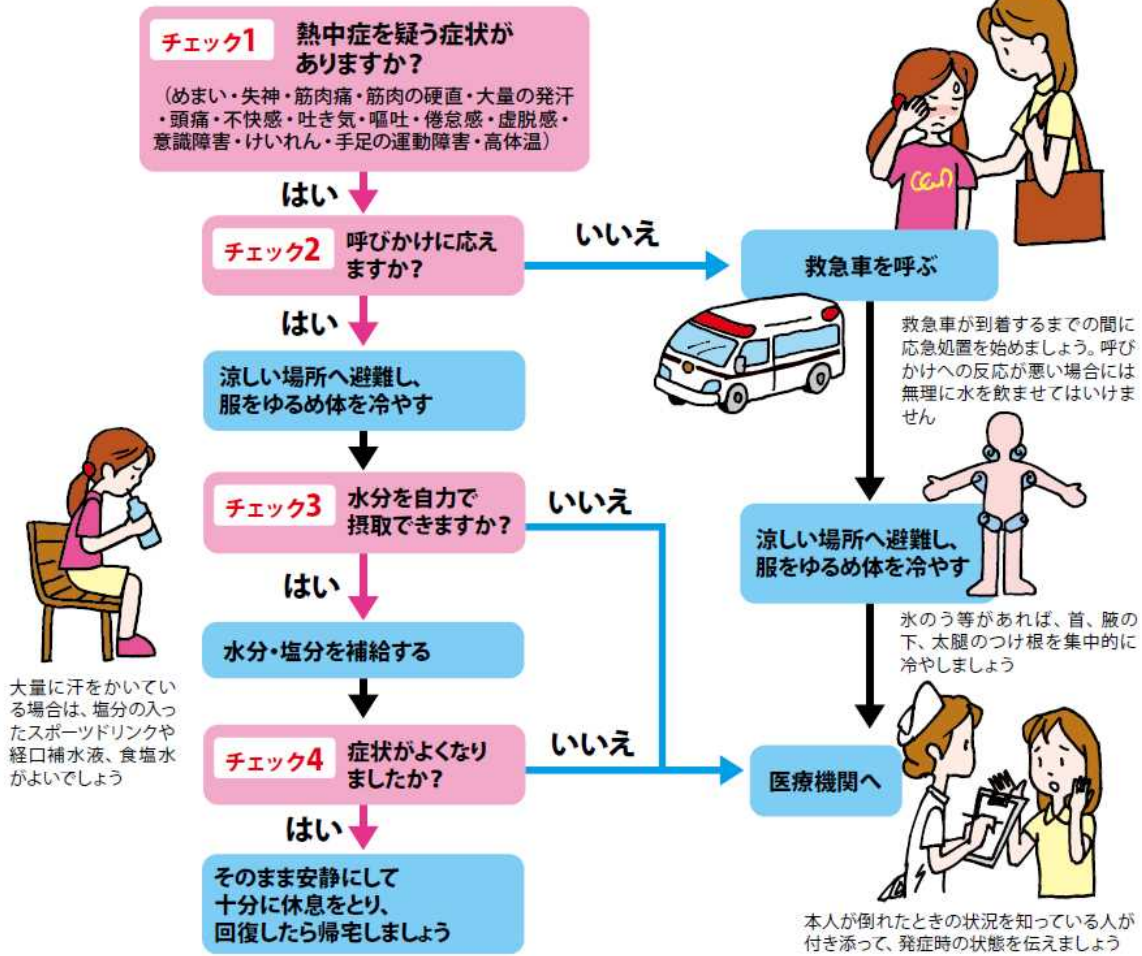 チェック1 熱中症を疑う症状が
ありますか？
（めまい・失神・筋肉痛・筋肉の硬直・大量の発汗
・頭痛・不快感・吐き気・嘔吐・倦怠感・虚脱感・
意識障害・けいれん・手足の運動障害・高体温）
はい
チェック2 呼びかけに応え
ますか？
いいえ
救急車を呼ぶ
救急車が到着するまでの間に
応急処置を始めましょう。呼び
かけへの反応が悪い場合には
無理に水を飲ませてはいけま
せん
はい
涼しい場所へ避難し、
服をゆるめ体を冷やす
チェック3 水分を自力で
摂取できますか？
いいえ
涼しい場所へ避難し、
服をゆるめ体を冷やす
氷のう等があれば、首、腋の
下、太腿のつけ根を集中的に
冷やしましょう
はい
水分・塩分を補給する
大量に汗をかいてい
る場合は、塩分の入っ
たスポーツドリンクや
経口補水液、食塩水
がよいでしょう
チェック4 症状がよくなり
ましたか？
いいえ
医療機関へ
はい
そのまま安静にして
十分に休息をとり、
回復したら帰宅しましょう
本人が倒れたときの状況を知っている人が
付き添って、発症時の状態を伝えましょう